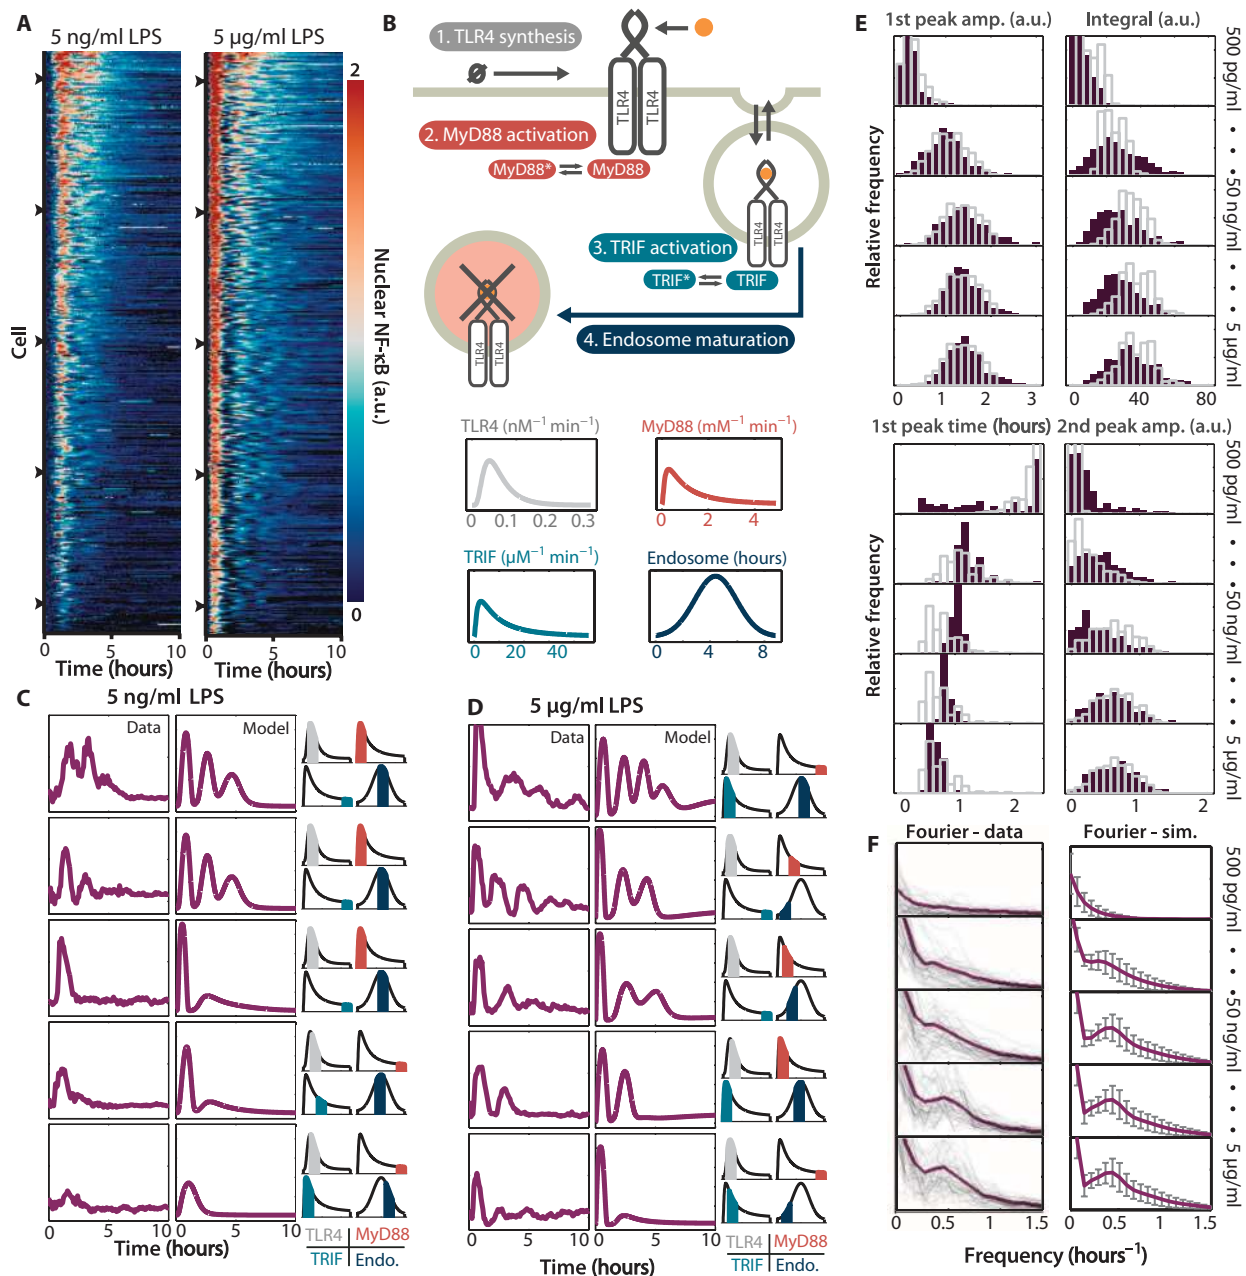 A
5 ng/ml LPS
5 µg/ml LPS
2
Nuclear NF-κB (a.u.)
0
Cell
0
5
10
0
5
10
Time (hours)
Time (hours)
B
1. TLR4 synthesis
TLR4
TLR4
2. MyD88 activation
MyD88*
MyD88
TLR4
TLR4
3. TRIF activation
TRIF*
TRIF
4. Endosome maturation
TLR4
TLR4
TLR4 (nM⁻¹ min⁻¹)
MyD88 (mM⁻¹ min⁻¹)
0
0.1
0.2
0.3
0
2
4
TRIF (µM⁻¹ min⁻¹)
Endosome (hours)
0
20
40
0
4
8
C
5 ng/ml LPS
Data
Model
0
5
10
0
5
10
Time (hours)
TLR4
MyD88
TRIF
Endo.
D
5 µg/ml LPS
Data
Model
0
5
10
0
5
10
Time (hours)
TLR4
MyD88
TRIF
Endo.
E
1st peak amp. (a.u.)
Integral (a.u.)
Relative frequency
500 pg/ml • • 50 ng/ml • • 5 µg/ml
0
1
2
3
0
40
80
1st peak time (hours)
2nd peak amp. (a.u.)
Relative frequency
500 pg/ml • • 50 ng/ml • • 5 µg/ml
0
1
2
0
1
2
F
Fourier - data
Fourier - sim.
500 pg/ml • • 50 ng/ml • • 5 µg/ml
0
0.5
1
1.5
0
0.5
1
1.5
Frequency (hours⁻¹)